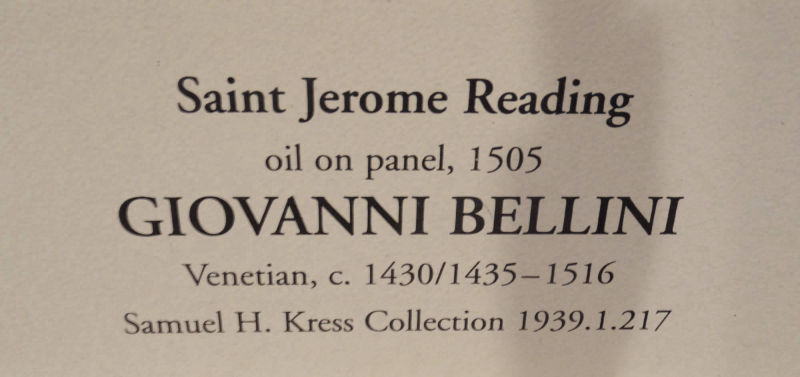 Saint Jerome Reading
oil on panel, 1505
GIOVANNI BELLINI
Venetian, c. 1430/1435–1516
Samuel H. Kress Collection 1939.1.217